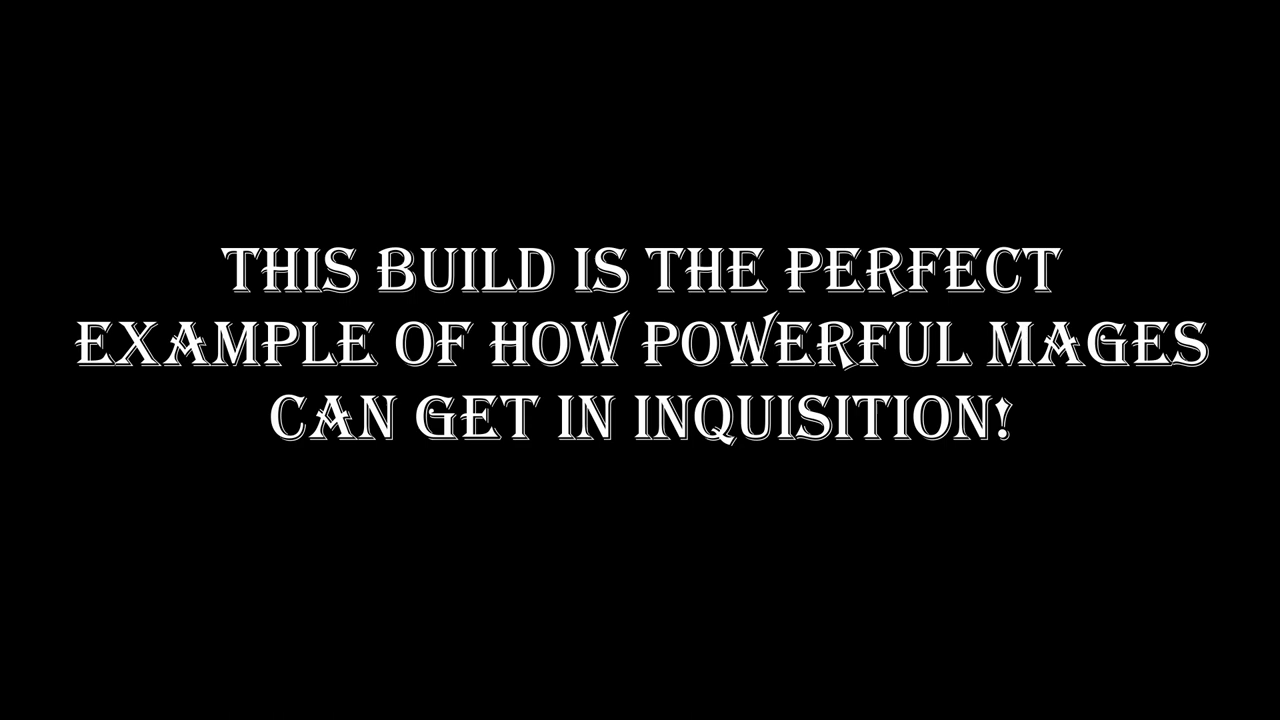 THIS BUILD IS THE PERFECT
EXAMPLE OF HOW POWERFUL MAGES
CAN GET IN INQUISITION!